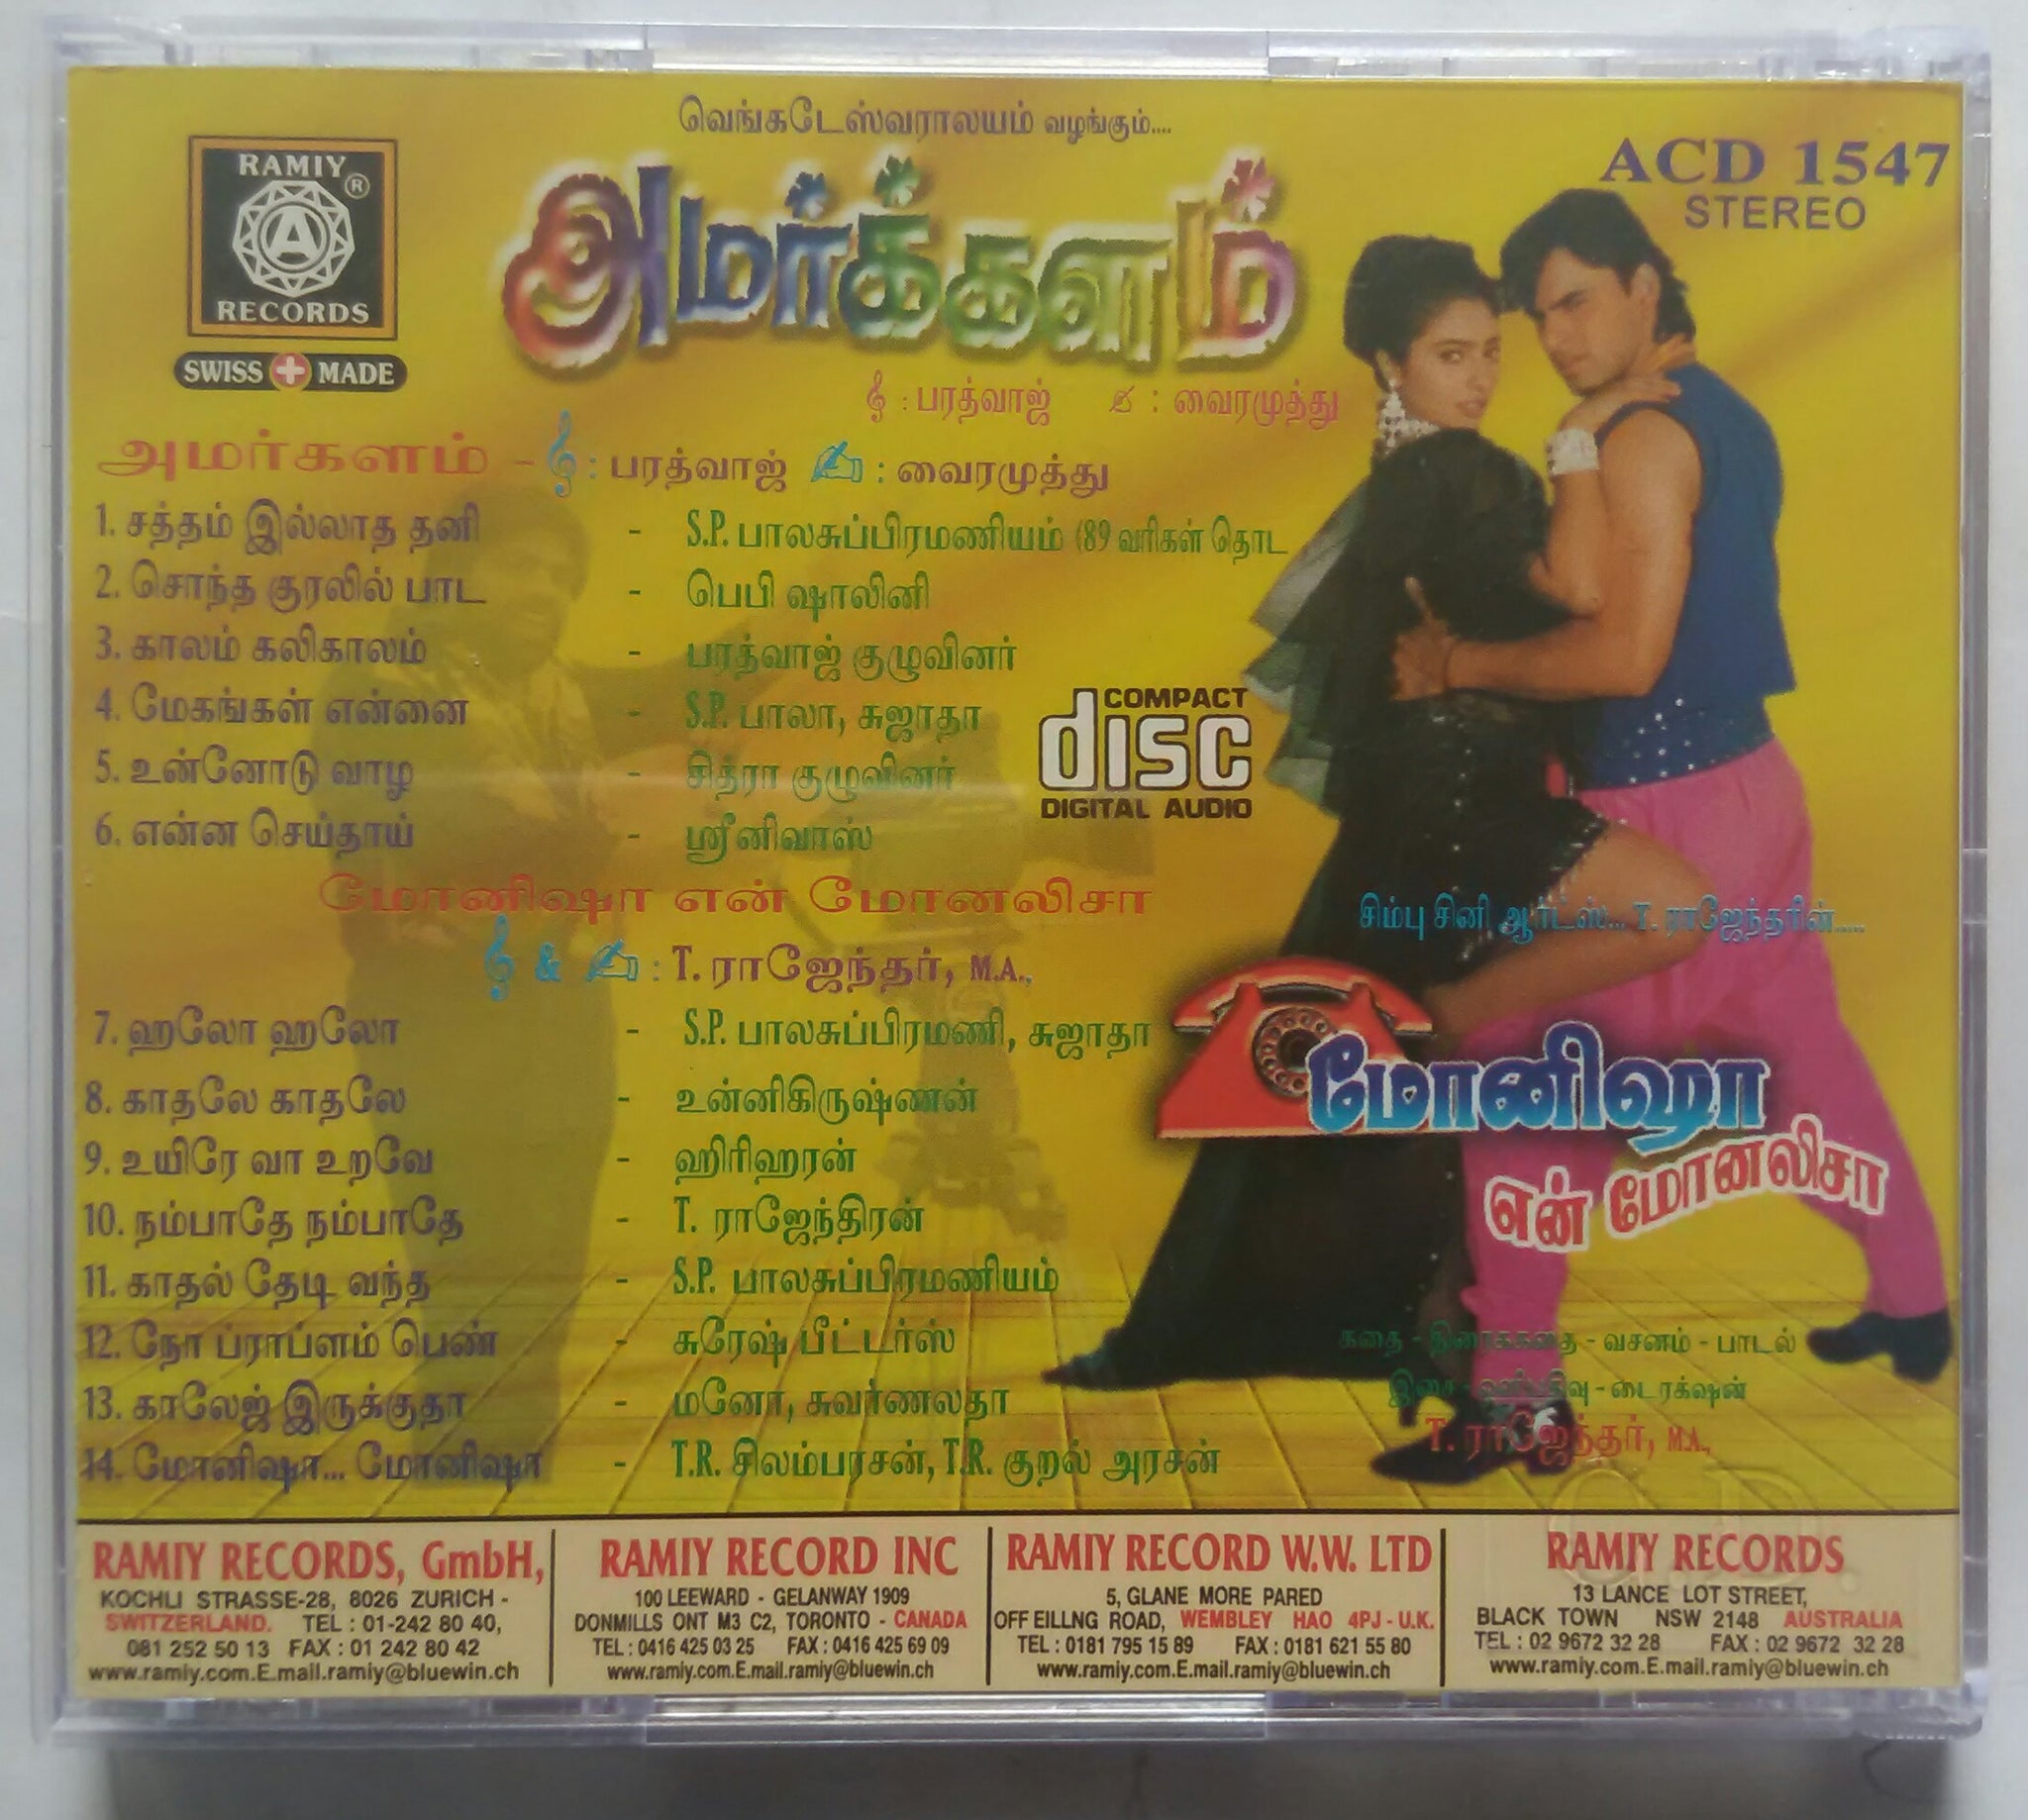 வெங்கடேஸ்வராலயம் வழங்கும்....
RAMIY ®
A
RECORDS
SWISS MADE
அமர்க்களம்
ACD 1547
STEREO
: பரத்வாஜ் : வைரமுத்து
அமர்களம் - : பரத்வாஜ் : வைரமுத்து
1. சத்தம் இல்லாத தனி - S.P. பாலசுப்பிரமணியம் (89 வரிகள் தொட
2. சொந்த குரலில் பாட - பெபி ஷாலினி
3. காலம் கலிகாலம் - பரத்வாஜ் குழுவினர்
4. மேகங்கள் என்னை - S.P. பாலா, சுஜாதா
5. உன்னோடு வாழ - சித்ரா குழுவினர்
6. என்ன செய்தாய் - ஸ்ரீனிவாஸ்
COMPACT
disc
DIGITAL AUDIO
மோனிஷா என் மோனலிசா
& : T. ராஜேந்தர், M.A.,
7. ஹலோ ஹலோ - S.P. பாலசுப்பிரமணி, சுஜாதா
8. காதலே காதலே - உன்னிகிருஷ்ணன்
9. உயிரே வா உறவே - ஹிரிஹரன்
10. நம்பாதே நம்பாதே - T. ராஜேந்திரன்
11. காதல் தேடி வந்த - S.P. பாலசுப்பிரமணியம்
12. நோ ப்ராப்ளம் பெண் - சுரேஷ் பீட்டர்ஸ்
13. காலேஜ் இருக்குதா - மனோ, சுவர்ணலதா
14. மோனிஷா... மோனிஷா - T.R. சிலம்பரசன், T.R. குறல் அரசன்
சிம்பு சினி ஆர்ட்ஸ்... T. ராஜேந்தரின்.....
மோனிஷா
என் மோனலிசா
கதை - திரைக்கதை - வசனம் - பாடல்
இசை - ஒளிபதிவு - டைரக்ஷன்
T. ராஜேந்தர், M.A.,
C.D.
RAMIY RECORDS, GmbH,
KOCHLI STRASSE-28, 8026 ZURICH -
SWITZERLAND. TEL : 01-242 80 40,
081 252 50 13 FAX : 01 242 80 42
www.ramiy.com.E.mail.ramiy@bluewin.ch
RAMIY RECORD INC
100 LEEWARD - GELANWAY 1909
DONMILLS ONT M3 C2, TORONTO - CANADA
TEL : 0416 425 03 25 FAX : 0416 425 69 09
www.ramiy.com.E.mail.ramiy@bluewin.ch
RAMIY RECORD W.W. LTD
5, GLANE MORE PARED
OFF EILLNG ROAD, WEMBLEY HAO 4PJ - U.K.
TEL : 0181 795 15 89 FAX : 0181 621 55 80
www.ramiy.com.E.mail.ramiy@bluewin.ch
RAMIY RECORDS
13 LANCE LOT STREET,
BLACK TOWN NSW 2148 AUSTRALIA
TEL : 02 9672 32 28 FAX : 02 9672 32 28
www.ramiy.com.E.mail.ramiy@bluewin.ch